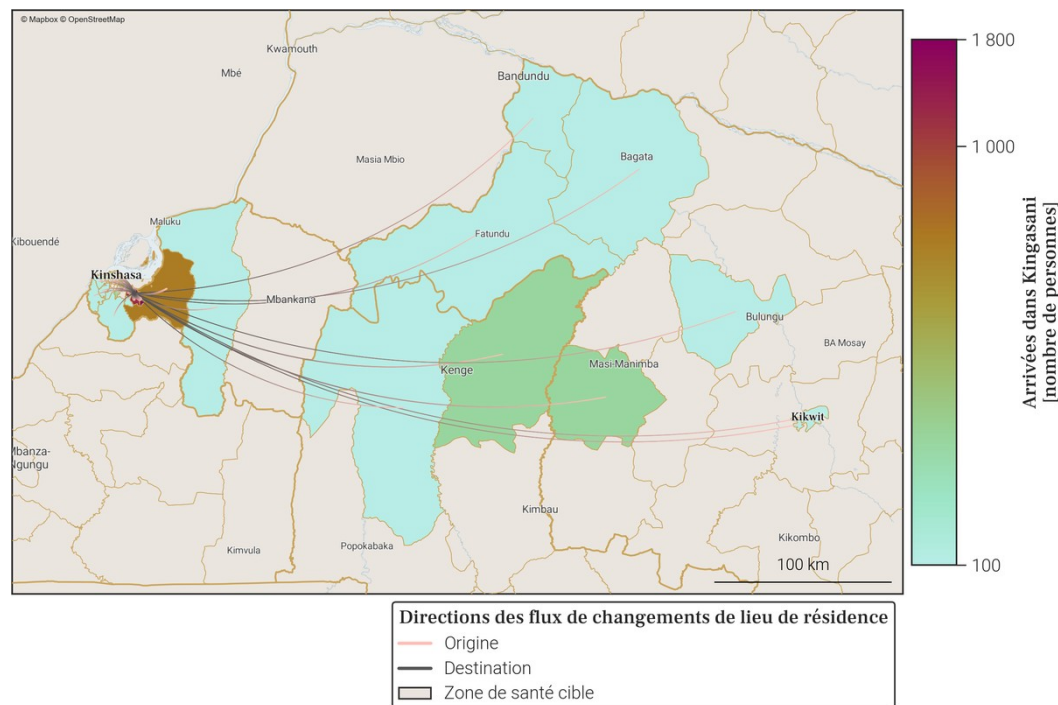 © Mapbox © OpenStreetMap
Kwamouth
Mbé
Bandundu
Masia Mbio
Bagata
Maluku
Fatundu
Kibouendé
Kinshasa
Mbankana
Bulungu
BA Mosay
Kenge
Masi-Manimba
Kikwit
Mbanza-
Ngungu
Kimbau
Kimvula
Popokabaka
Kikombo
100 km
1 800
1 000
100
Arrivées dans Kingasani
[nombre de personnes]
Directions des flux de changements de lieu de résidence
Origine
Destination
Zone de santé cible